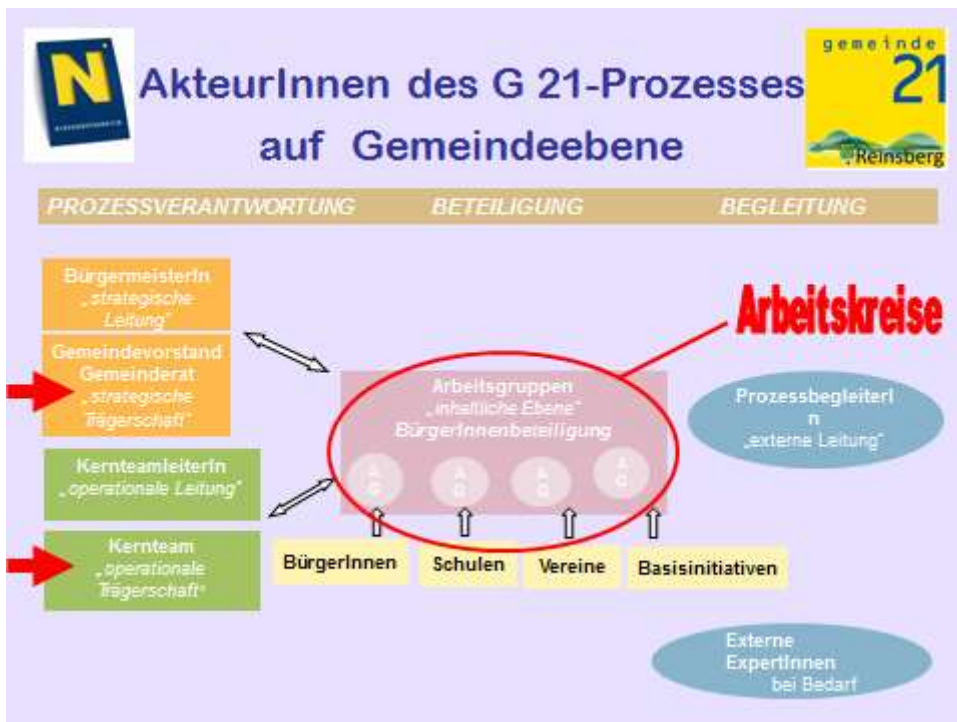 N
AkteurInnen des G 21-Prozesses
auf Gemeindeebene
gemeinde
21
Reinsberg
PROZESSVERANTWORTUNG BETEILIGUNG BEGLEITUNG
BürgermeisterIn
„strategische
Leitung"
Gemeindevorstand
Gemeinderat
„strategische
Trägerschaft"
KernteamleiterIn
„operationale Leitung"
Kernteam
„operationale
Trägerschaft"
Arbeitsgruppen
„inhaltliche Ebene"
BürgerInnenbeteiligung
A
G
A
G
A
G
A
G
BürgerInnen
Schulen
Vereine
Basisinitiativen
Arbeitskreise
ProzessbegleiterI
n
„externe Leitung"
Externe
ExpertInnen
bei Bedarf